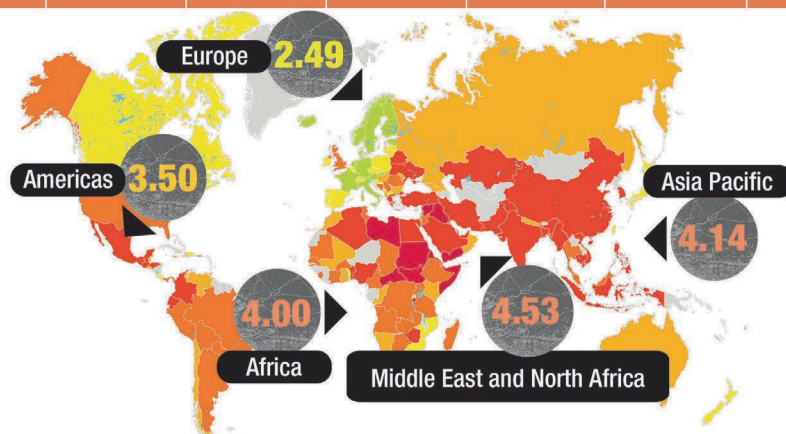 Europe 2.49
Americas 3.50
Asia Pacific
4.14
4.00
Africa
4.53
Middle East and North Africa